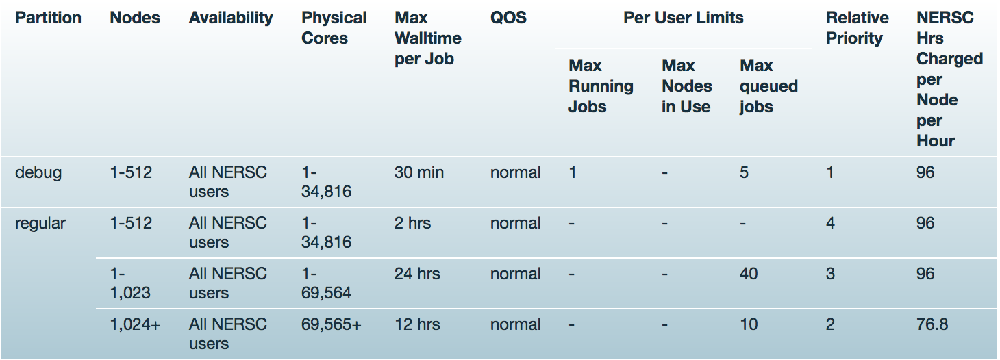 Partition Nodes Availability Physical Cores Max Walltime per Job QOS Per User Limits Relative Priority NERSC Hrs Charged per Node per Hour
Max Running Jobs Max Nodes in Use Max queued jobs
debug 1-512 All NERSC users 1-34,816 30 min normal 1 - 5 1 96
regular 1-512 All NERSC users 1-34,816 2 hrs normal - - - 4 96
1-1,023 All NERSC users 1-69,564 24 hrs normal - - 40 3 96
1,024+ All NERSC users 69,565+ 12 hrs normal - - 10 2 76.8